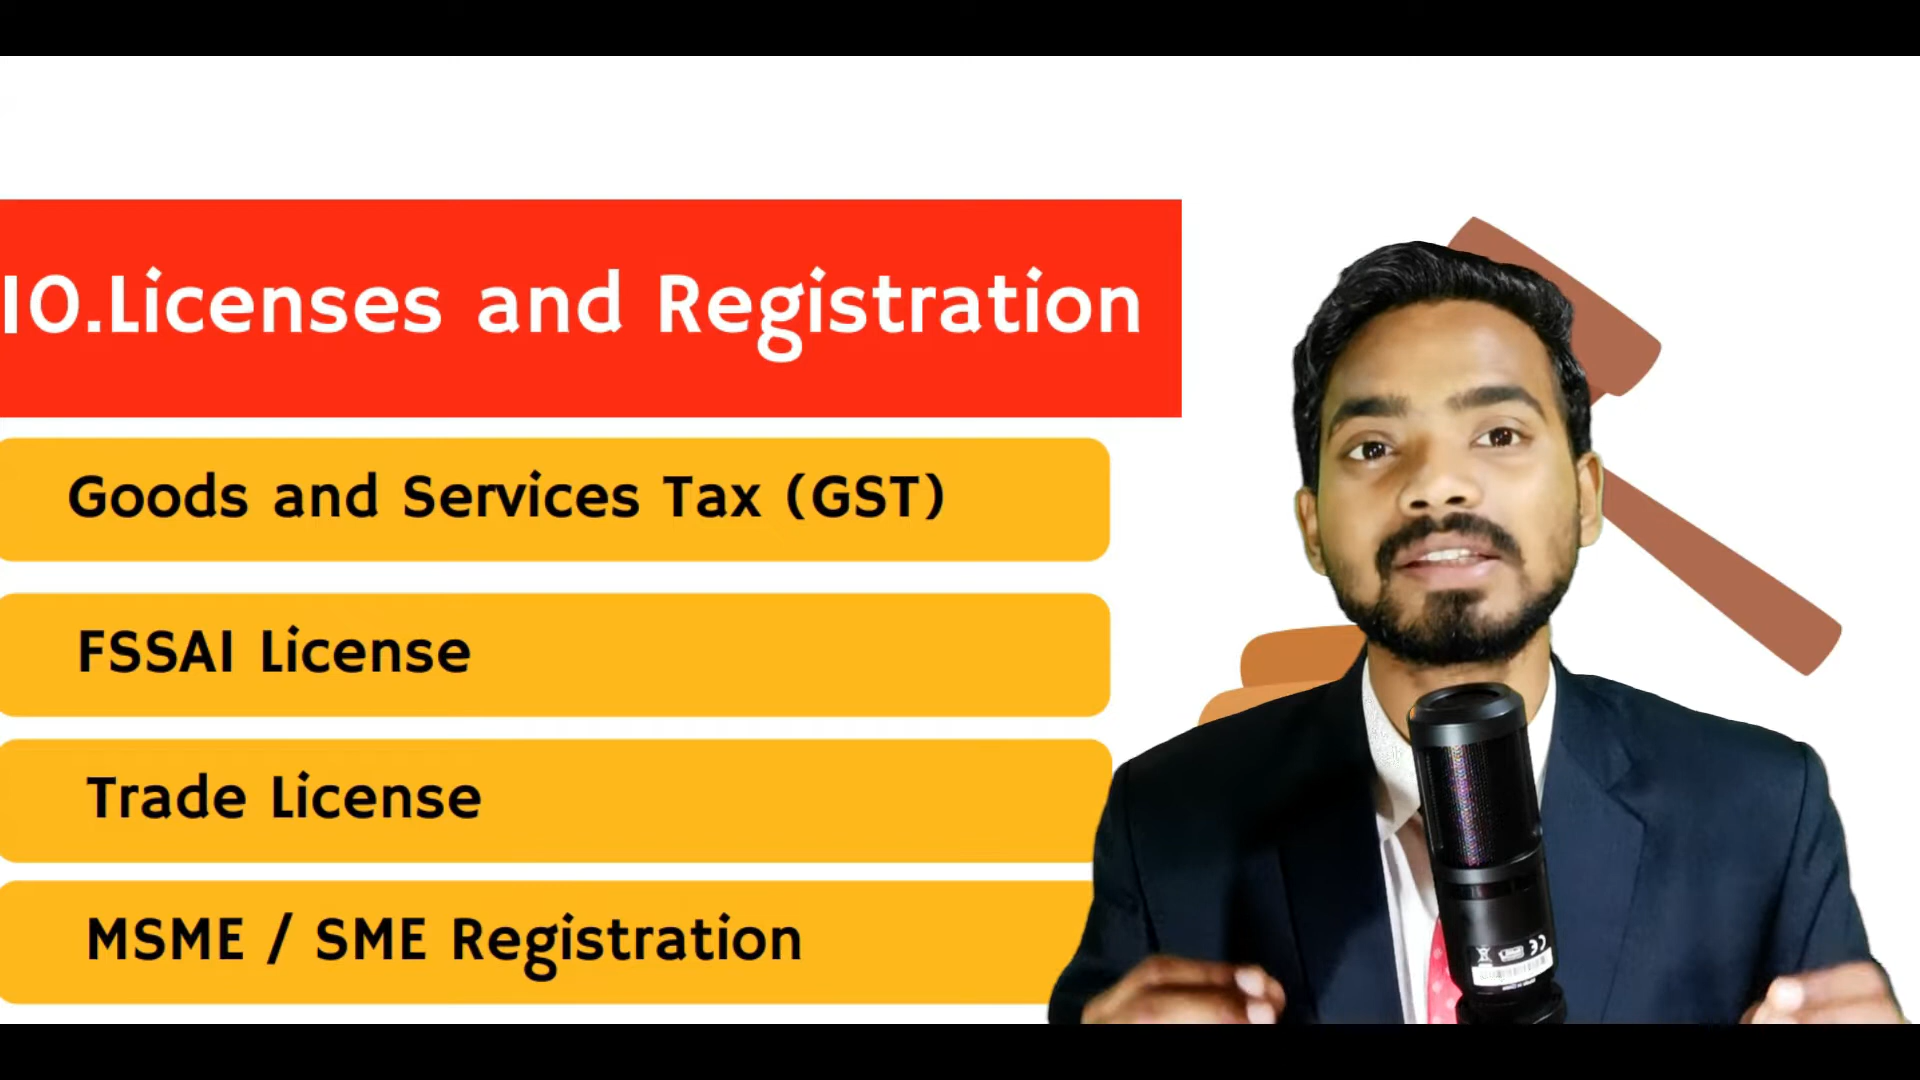 10.Licenses and Registration
Goods and Services Tax (GST)
FSSAI License
Trade License
MSME / SME Registration